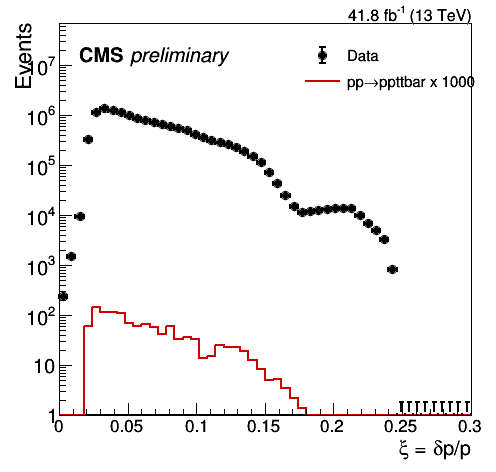 41.8 fb⁻¹ (13 TeV)
Events
CMS preliminary
Data
pp→ppttbar x 1000
10⁷
10⁶
10⁵
10⁴
10³
10²
10
1
0 0.05 0.1 0.15 0.2 0.25 0.3
ξ = δp/p